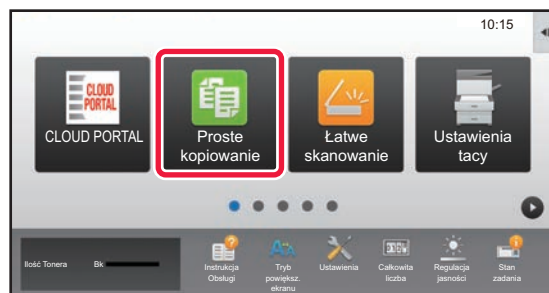 10:15
CLOUD
PORTAL
CLOUD PORTAL
Proste
kopiowanie
Łatwe
skanowanie
Ustawienia
tacy
Ilość Tonera
Bk
Instrukcja
Obsługi
Tryb
powiększ.
ekranu
Ustawienia
Całkowita
liczba
Regulacja
jasności
Stan
zadania